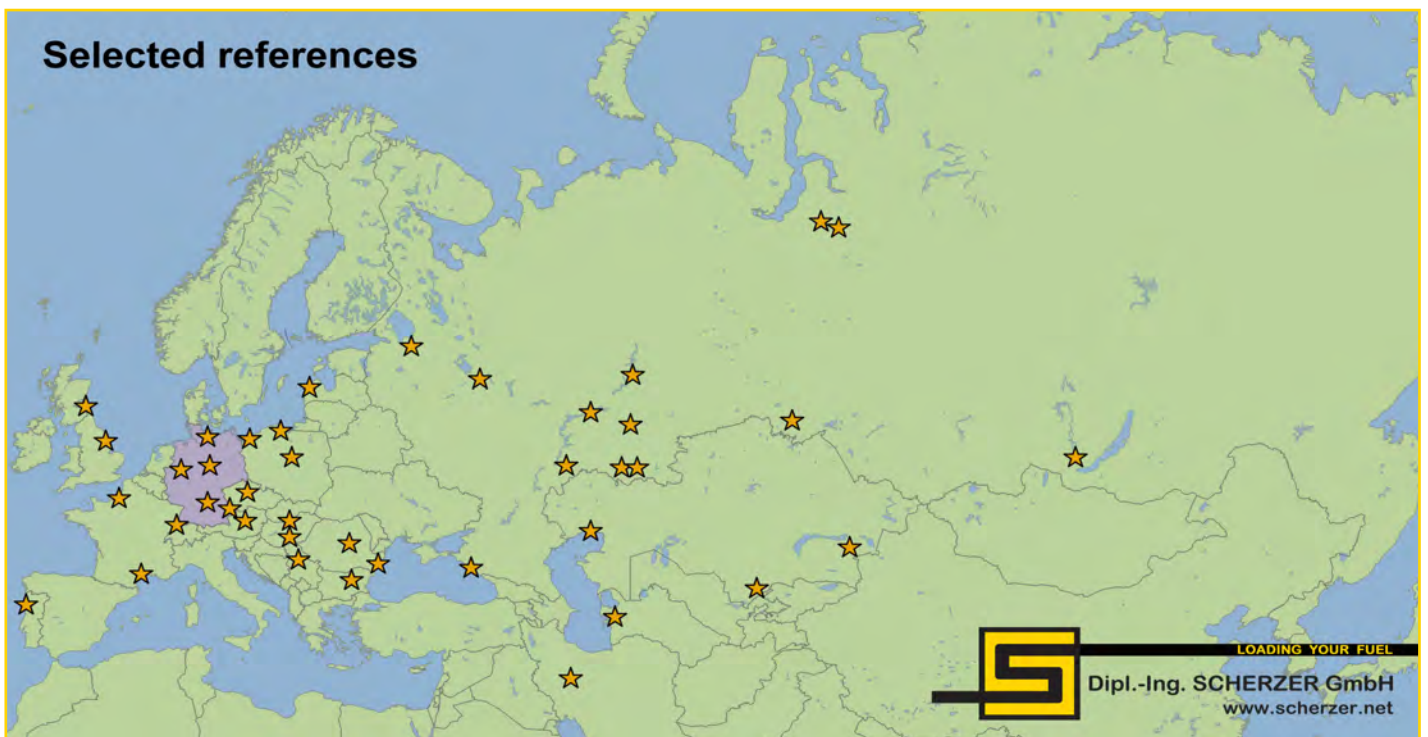 Selected references
LOADING YOUR FUEL
Dipl.-Ing. SCHERZER GmbH
www.scherzer.net